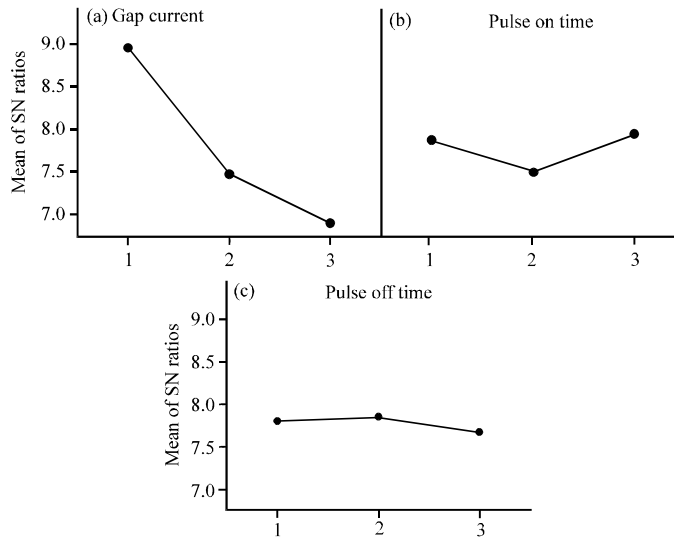 (a) Gap current
(b) Pulse on time
Mean of SN ratios
9.0
8.5
8.0
7.5
7.0
1 2 3
1 2 3
(c) Pulse off time
Mean of SN ratios
9.0
8.5
8.0
7.5
7.0
1 2 3